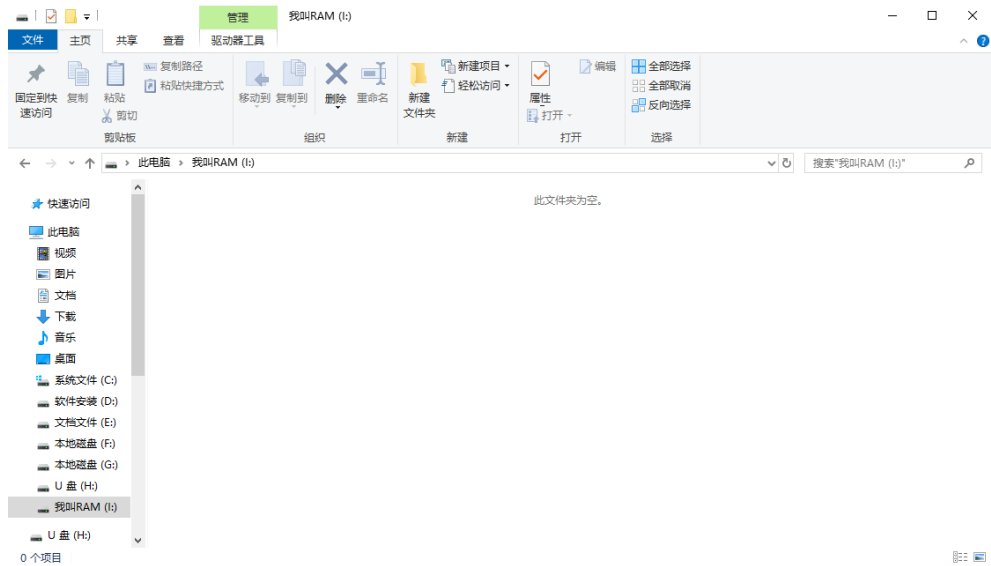 管理
我叫RAM (I:)
文件
主页
共享
查看
驱动器工具
固定到快
速访问
复制
粘贴
复制路径
粘贴快捷方式
剪切
剪贴板
移动到
复制到
删除
重命名
组织
新建
文件夹
新建项目
轻松访问
新建
属性
打开
编辑
打开
全部选择
全部取消
反向选择
选择
此电脑 › 我叫RAM (I:)
搜索"我叫RAM (I:)"
快速访问
此电脑
视频
图片
文档
下载
音乐
桌面
系统文件 (C:)
软件安装 (D:)
文档文件 (E:)
本地磁盘 (F:)
本地磁盘 (G:)
U 盘 (H:)
我叫RAM (I:)
U 盘 (H:)
此文件夹为空。
0 个项目